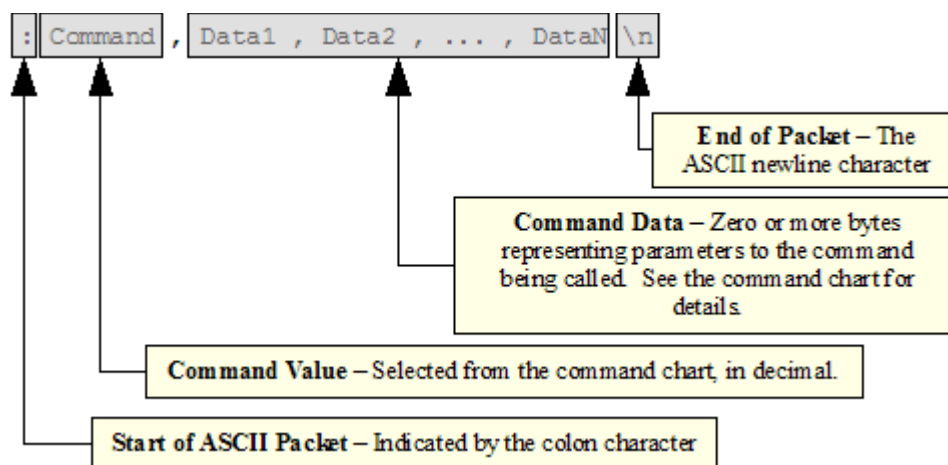 : Command , Data1 , Data2 , ... , DataN \n
End of Packet – The
ASCII newline character
Command Data – Zero or more bytes
representing parameters to the command
being called. See the command chart for
details.
Command Value – Selected from the command chart, in decimal.
Start of ASCII Packet – Indicated by the colon character